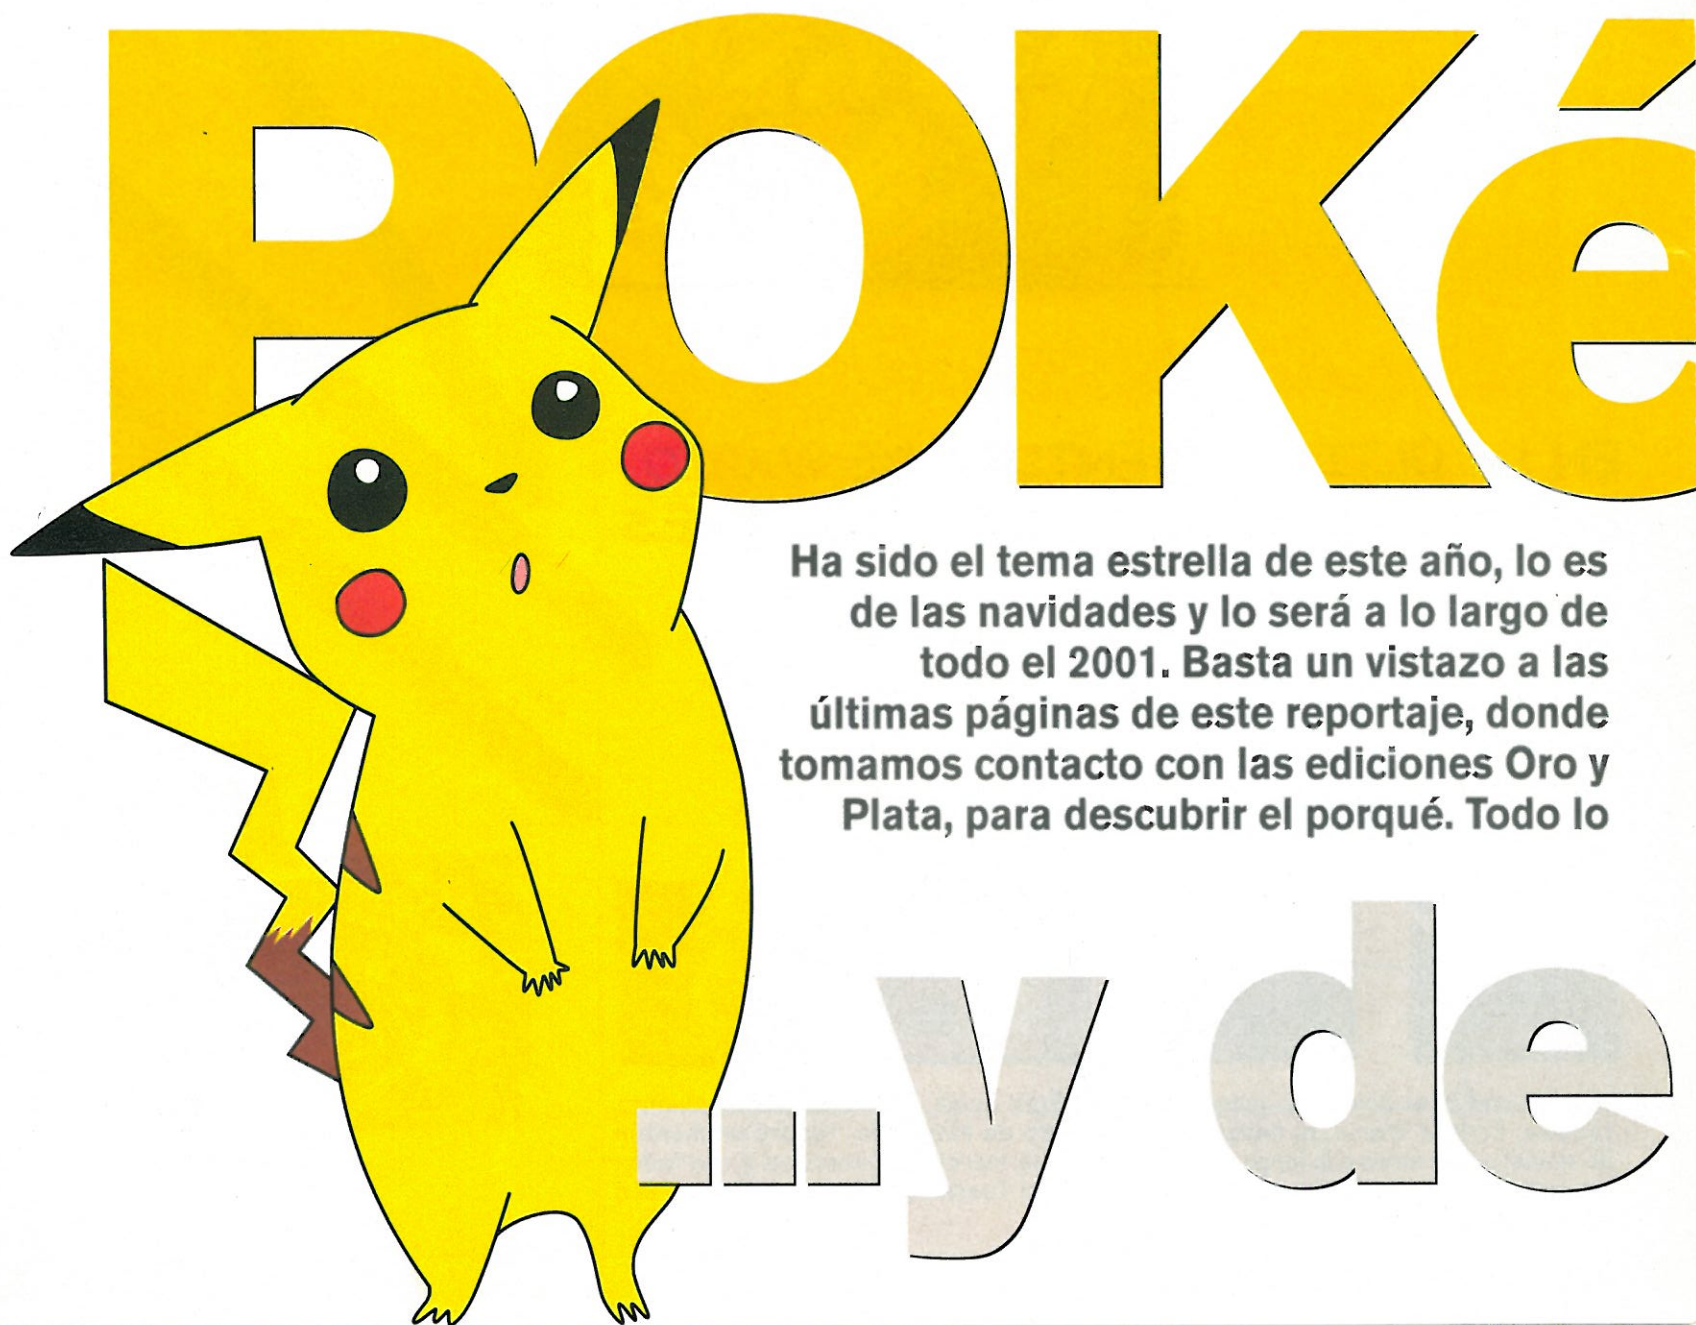 POKé
Ha sido el tema estrella de este año, lo es
de las navidades y lo será a lo largo de
todo el 2001. Basta un vistazo a las
últimas páginas de este reportaje, donde
tomamos contacto con las ediciones Oro y
Plata, para descubrir el porqué. Todo lo
...y de